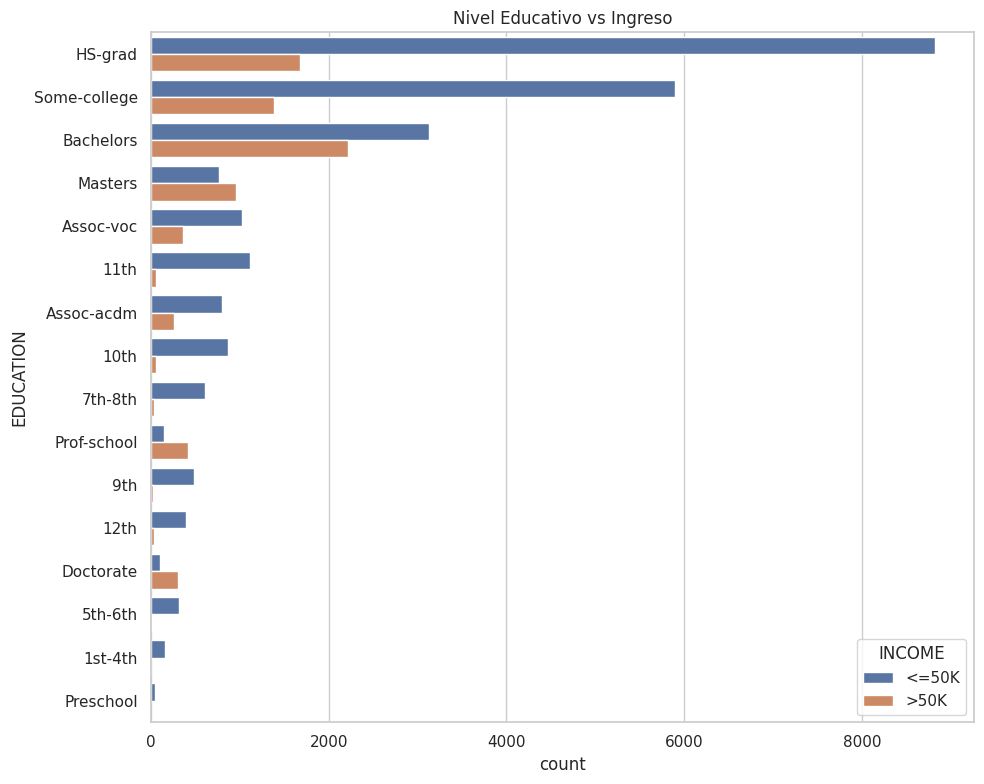 Nivel Educativo vs Ingreso
EDUCATION
HS-grad
Some-college
Bachelors
Masters
Assoc-voc
11th
Assoc-acdm
10th
7th-8th
Prof-school
9th
12th
Doctorate
5th-6th
1st-4th
Preschool
INCOME
<=50K
>50K
0 2000 4000 6000 8000
count